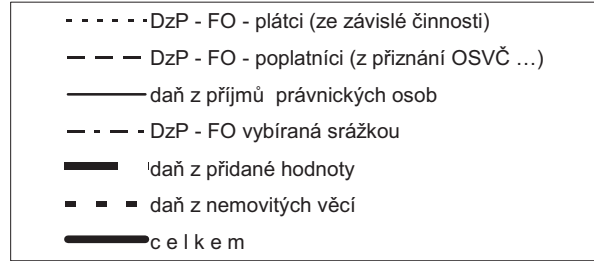 DzP - FO - plátci (ze závislé činnosti)
DzP - FO - poplatníci (z přiznání OSVČ ...)
daň z příjmů právnických osob
DzP - FO vybíraná srážkou
daň z přidané hodnoty
daň z nemovitých věcí
c e l k e m